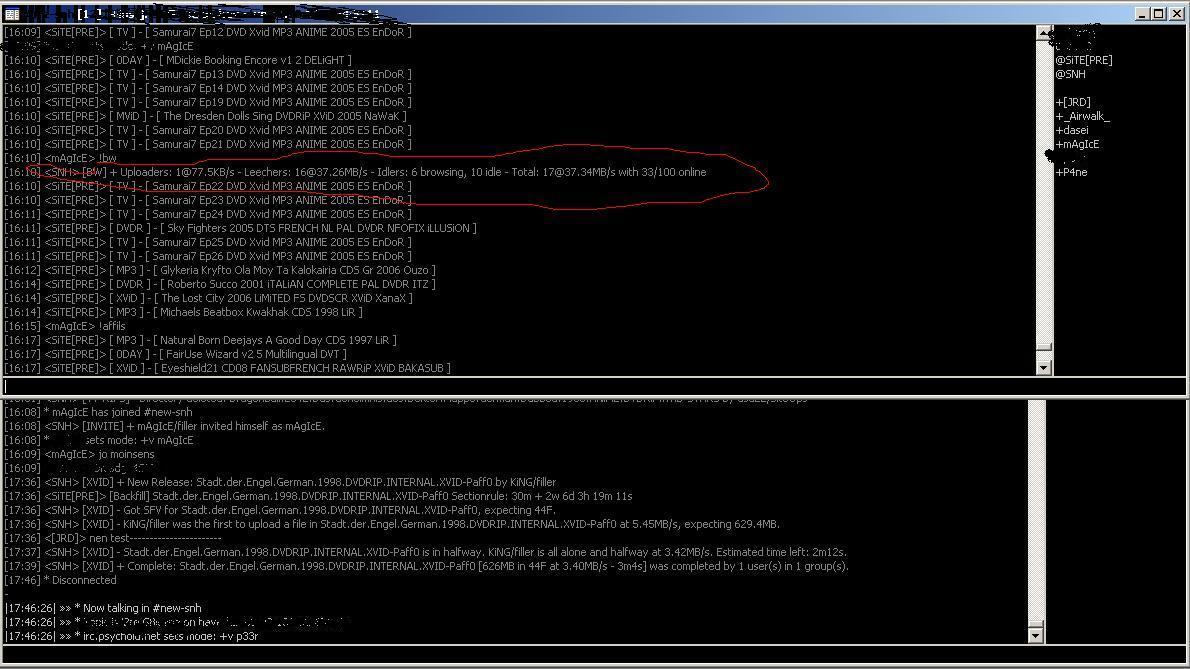 [16:09] <SiTE[PRE]> [ TV ] - [ Samurai7 Ep12 DVD Xvid MP3 ANIME 2005 ES EnDoR ]
+v mAgIcE
[16:10] <SiTE[PRE]> [ 0DAY ] - [ MDickie Booking Encore v1 2 DELiGHT ]
[16:10] <SiTE[PRE]> [ TV ] - [ Samurai7 Ep13 DVD Xvid MP3 ANIME 2005 ES EnDoR ]
[16:10] <SiTE[PRE]> [ TV ] - [ Samurai7 Ep14 DVD Xvid MP3 ANIME 2005 ES EnDoR ]
[16:10] <SiTE[PRE]> [ TV ] - [ Samurai7 Ep19 DVD Xvid MP3 ANIME 2005 ES EnDoR ]
[16:10] <SiTE[PRE]> [ MViD ] - [ The Dresden Dolls Sing DVDRiP XViD 2005 NaWaK ]
[16:10] <SiTE[PRE]> [ TV ] - [ Samurai7 Ep20 DVD Xvid MP3 ANIME 2005 ES EnDoR ]
[16:10] <SiTE[PRE]> [ TV ] - [ Samurai7 Ep21 DVD Xvid MP3 ANIME 2005 ES EnDoR ]
[16:10] <mAgIcE> !bw
[16:10] <SNH> [BW] + Uploaders: 1@77.5KB/s - Leechers: 16@37.26MB/s - Idlers: 6 browsing, 10 idle - Total: 17@37.34MB/s with 33/100 online
[16:10] <SiTE[PRE]> [ TV ] - [ Samurai7 Ep22 DVD Xvid MP3 ANIME 2005 ES EnDoR ]
[16:10] <SiTE[PRE]> [ TV ] - [ Samurai7 Ep23 DVD Xvid MP3 ANIME 2005 ES EnDoR ]
[16:11] <SiTE[PRE]> [ TV ] - [ Samurai7 Ep24 DVD Xvid MP3 ANIME 2005 ES EnDoR ]
[16:11] <SiTE[PRE]> [ DVDR ] - [ Sky Fighters 2005 DTS FRENCH NL PAL DVDR NFOFIX iLLUSiON ]
[16:11] <SiTE[PRE]> [ TV ] - [ Samurai7 Ep25 DVD Xvid MP3 ANIME 2005 ES EnDoR ]
[16:11] <SiTE[PRE]> [ TV ] - [ Samurai7 Ep26 DVD Xvid MP3 ANIME 2005 ES EnDoR ]
[16:12] <SiTE[PRE]> [ MP3 ] - [ Glykeria Kryfto Ola Moy Ta Kalokairia CDS Gr 2006 Ouzo ]
[16:14] <SiTE[PRE]> [ DVDR ] - [ Roberto Succo 2001 iTALiAN COMPLETE PAL DVDR ITZ ]
[16:14] <SiTE[PRE]> [ XViD ] - [ The Lost City 2006 LiMiTED FS DVDSCR XViD XanaX ]
[16:14] <SiTE[PRE]> [ MP3 ] - [ Michaels Beatbox Kwakhak CDS 1998 LiR ]
[16:15] <mAgIcE> !affils
[16:17] <SiTE[PRE]> [ MP3 ] - [ Natural Born Deejays A Good Day CDS 1997 LiR ]
[16:17] <SiTE[PRE]> [ 0DAY ] - [ FairUse Wizard v2 5 Multilingual DVT ]
[16:17] <SiTE[PRE]> [ XViD ] - [ Eyeshield21 CD08 FANSUBFRENCH RAWRiP XViD BAKASUB ]
@SiTE[PRE]
@SNH
+[JRD]
+_Airwalk_
+dasei
+mAgIcE
+P4ne
[16:08] * mAgIcE has joined #new-snh
[16:08] <SNH> [INVITE] + mAgIcE/filler invited himself as mAgIcE.
[16:08] * sets mode: +v mAgIcE
[16:09] <mAgIcE> jo moinsens
[16:09]
[17:36] <SNH> [XVID] + New Release: Stadt.der.Engel.German.1998.DVDRIP.INTERNAL.XVID-Paff0 by KiNG/filler
[17:36] <SiTE[PRE]> [Backfill] Stadt.der.Engel.German.1998.DVDRIP.INTERNAL.XVID-Paff0 Sectionrule: 30m + 2w 6d 3h 19m 11s
[17:36] <SNH> [XVID] - Got SFV for Stadt.der.Engel.German.1998.DVDRIP.INTERNAL.XVID-Paff0, expecting 44F.
[17:36] <SNH> [XVID] - KiNG/filler was the first to upload a file in Stadt.der.Engel.German.1998.DVDRIP.INTERNAL.XVID-Paff0 at 5.45MB/s, expecting 629.4MB.
[17:36] <[JRD]> nen test-----------------------
[17:37] <SNH> [XVID] - Stadt.der.Engel.German.1998.DVDRIP.INTERNAL.XVID-Paff0 is in halfway. KiNG/filler is all alone and halfway at 3.42MB/s. Estimated time left: 2m12s.
[17:39] <SNH> [XVID] + Complete: Stadt.der.Engel.German.1998.DVDRIP.INTERNAL.XVID-Paff0 [626MB in 44F at 3.40MB/s - 3m4s] was completed by 1 user(s) in 1 group(s).
[17:46] * Disconnected
-
|17:46:26| »» * Now talking in #new-snh
|17:46:26| »» *
|17:46:26| »» * irc.psychoid.net sets mode: +v p33r